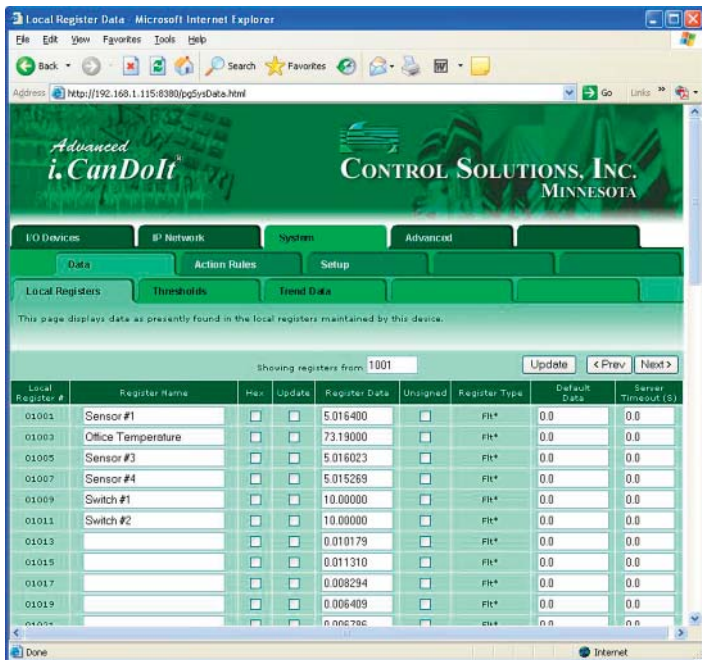 Local Register Data - Microsoft Internet Explorer
File Edit View Favorites Tools Help
Back Search Favorites
Address http://192.168.1.115:8380/pgSysData.html Go Links »
Advanced
i.CanDoIt®
CONTROL SOLUTIONS, INC.
MINNESOTA
I/O Devices IP Network System Advanced
Data Action Rules Setup
Local Registers Thresholds Trend Data
This page displays data as presently found in the local registers maintained by this device.
Showing registers from 1001 Update < Prev Next >
Local Register # Register Name Hex Update Register Data Unsigned Register Type Default Data Server Timeout (S)
01001 Sensor #1 5.016400 Flt* 0.0 0.0
01003 Office Temperature 73.19000 Flt* 0.0 0.0
01005 Sensor #3 5.016023 Flt* 0.0 0.0
01007 Sensor #4 5.015269 Flt* 0.0 0.0
01009 Switch #1 10.00000 Flt* 0.0 0.0
01011 Switch #2 10.00000 Flt* 0.0 0.0
01013 0.010179 Flt* 0.0 0.0
01015 0.011310 Flt* 0.0 0.0
01017 0.008294 Flt* 0.0 0.0
01019 0.006409 Flt* 0.0 0.0
01021 0.006786 Flt* 0.0 0.0
Done Internet